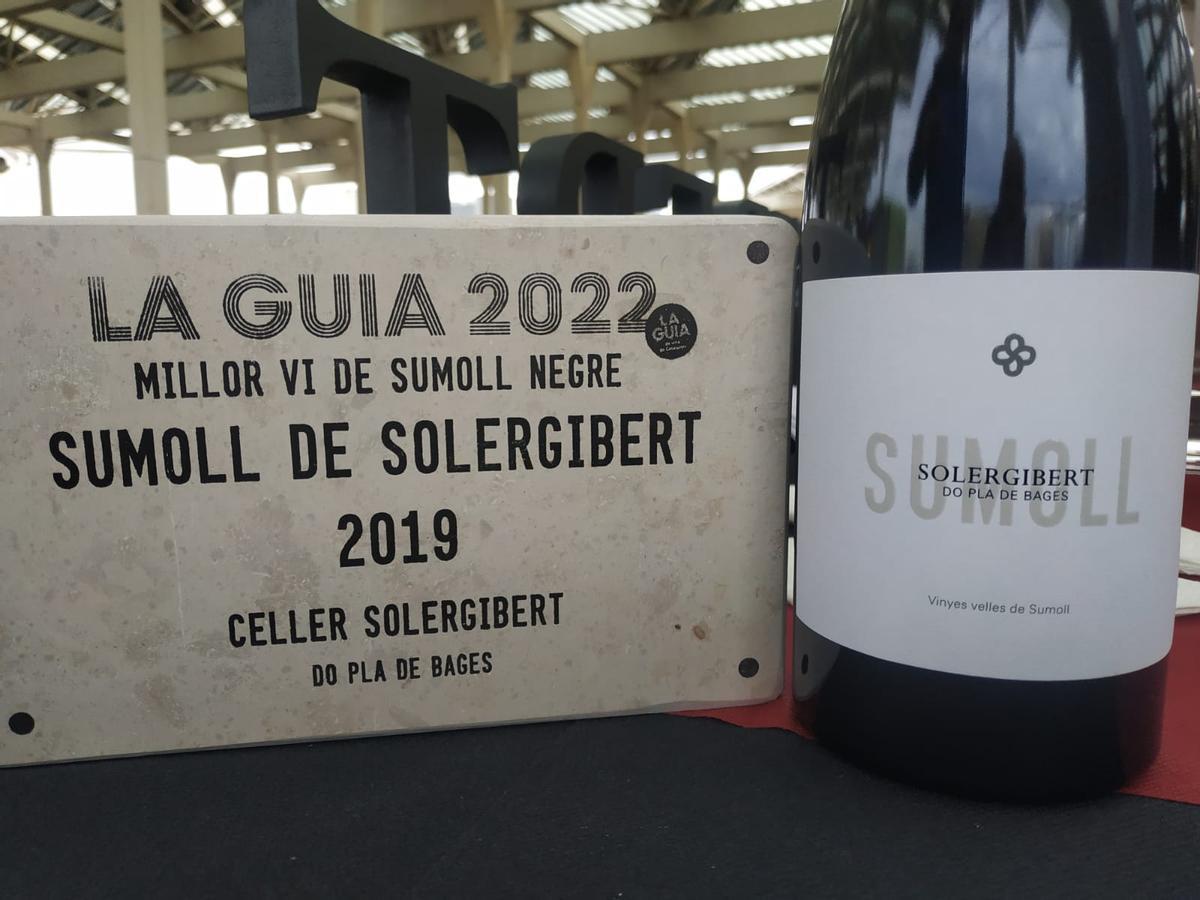 LA GUIA 2022
LA
GUIA
MILLOR VI DE SUMOLL NEGRE
SUMOLL DE SOLERGIBERT
2019
CELLER SOLERGIBERT
DO PLA DE BAGES
SUMOLL
SOLERGIBERT
DO PLA DE BAGES
Vinyes velles de Sumoll